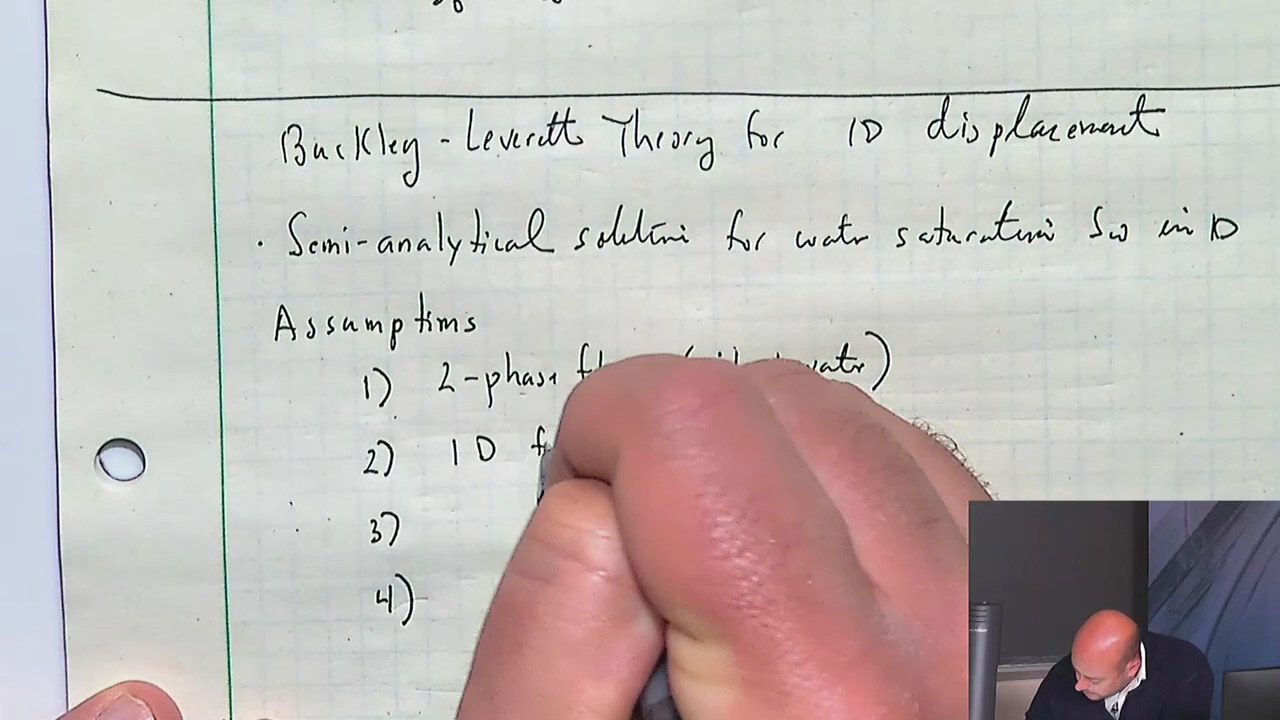 Buckley - Leverett Theory for 1D displacement
· Semi-analytical solution for water saturation Sw in 1D
Assumptions
1) 2-phase water)
2) 1D
3)
4)